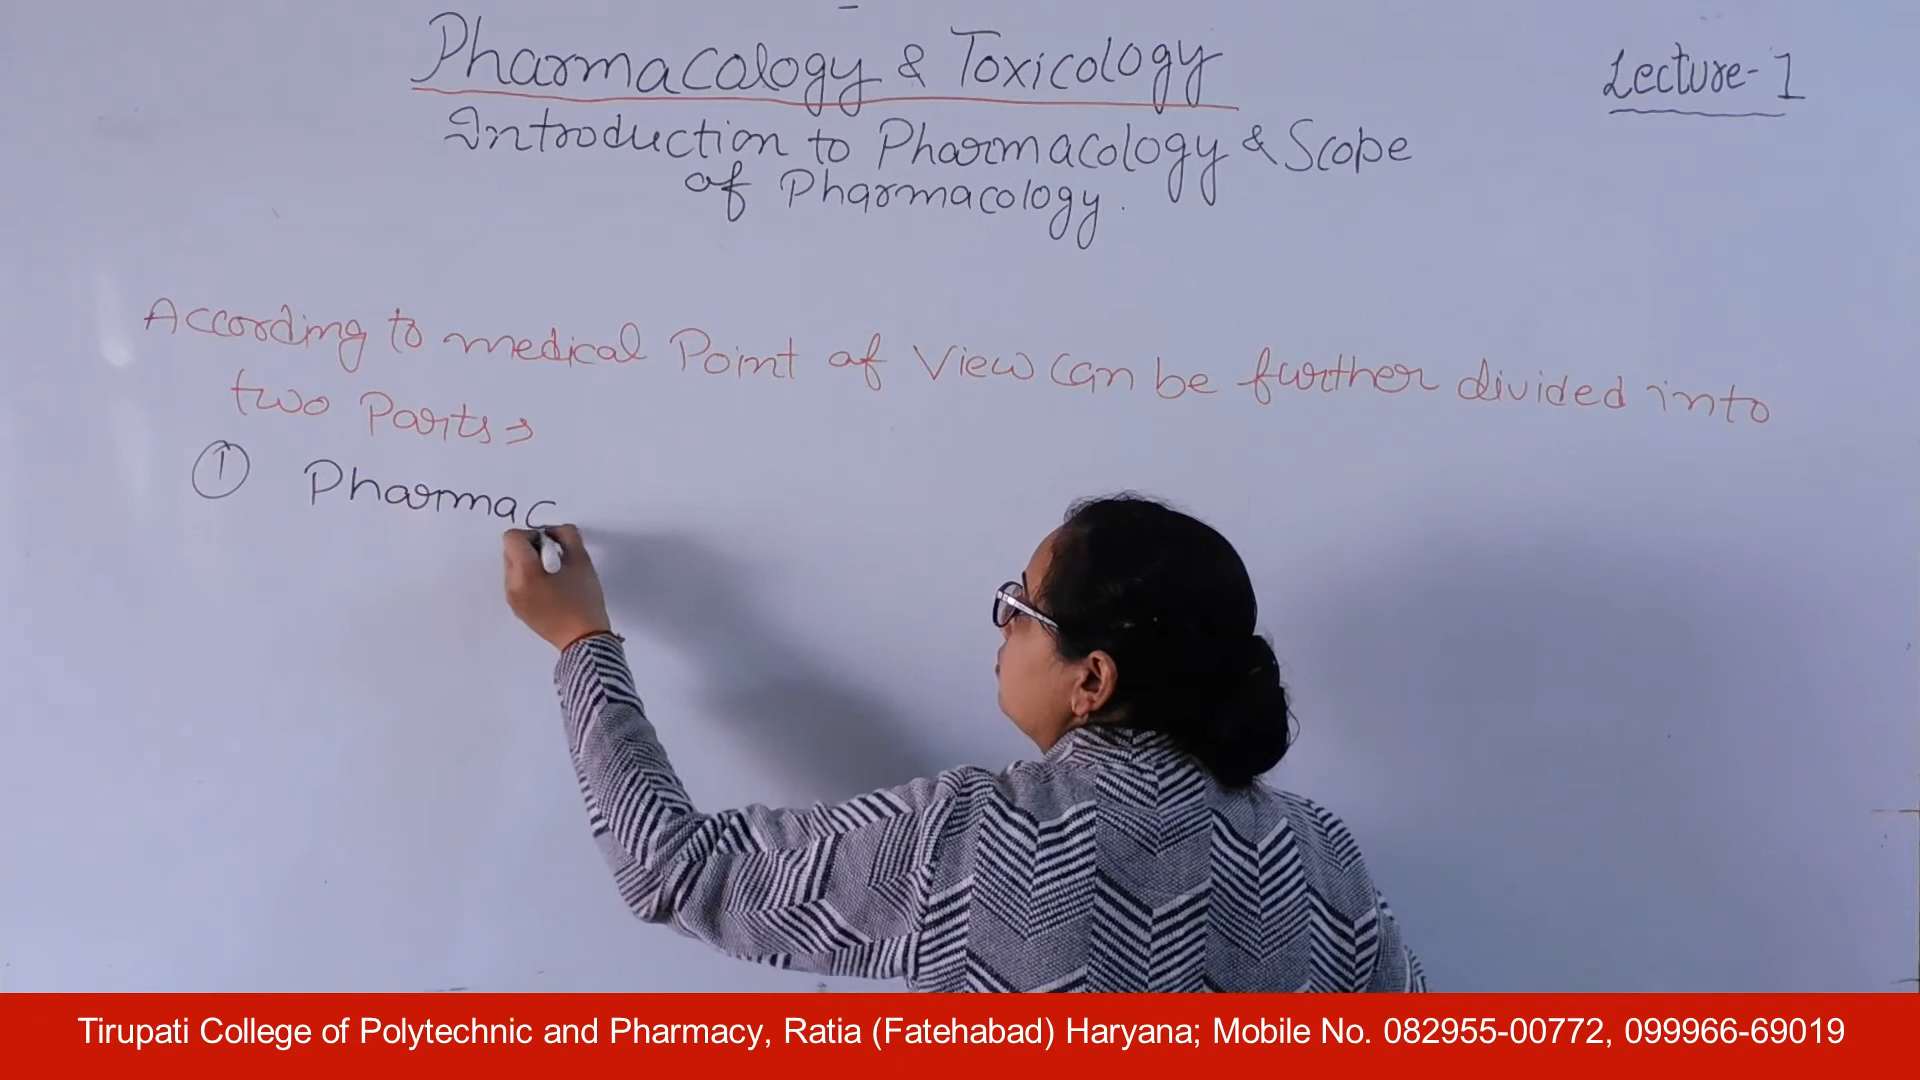 Pharmacology & Toxicology
Lecture-1
Introduction to Pharmacology & Scope
of Pharmacology.
According to medical Point of View can be further divided into
two Parts→
① Pharmac
Tirupati College of Polytechnic and Pharmacy, Ratia (Fatehabad) Haryana; Mobile No. 082955-00772, 099966-69019